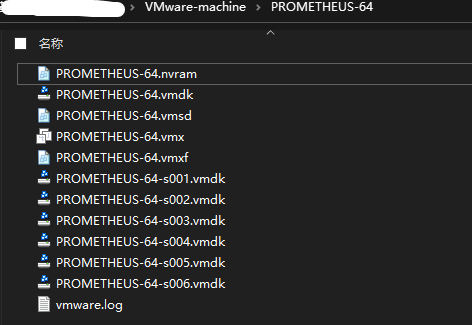 VMware-machine > PROMETHEUS-64
名称
PROMETHEUS-64.nvram
PROMETHEUS-64.vmdk
PROMETHEUS-64.vmsd
PROMETHEUS-64.vmx
PROMETHEUS-64.vmxf
PROMETHEUS-64-s001.vmdk
PROMETHEUS-64-s002.vmdk
PROMETHEUS-64-s003.vmdk
PROMETHEUS-64-s004.vmdk
PROMETHEUS-64-s005.vmdk
PROMETHEUS-64-s006.vmdk
vmware.log